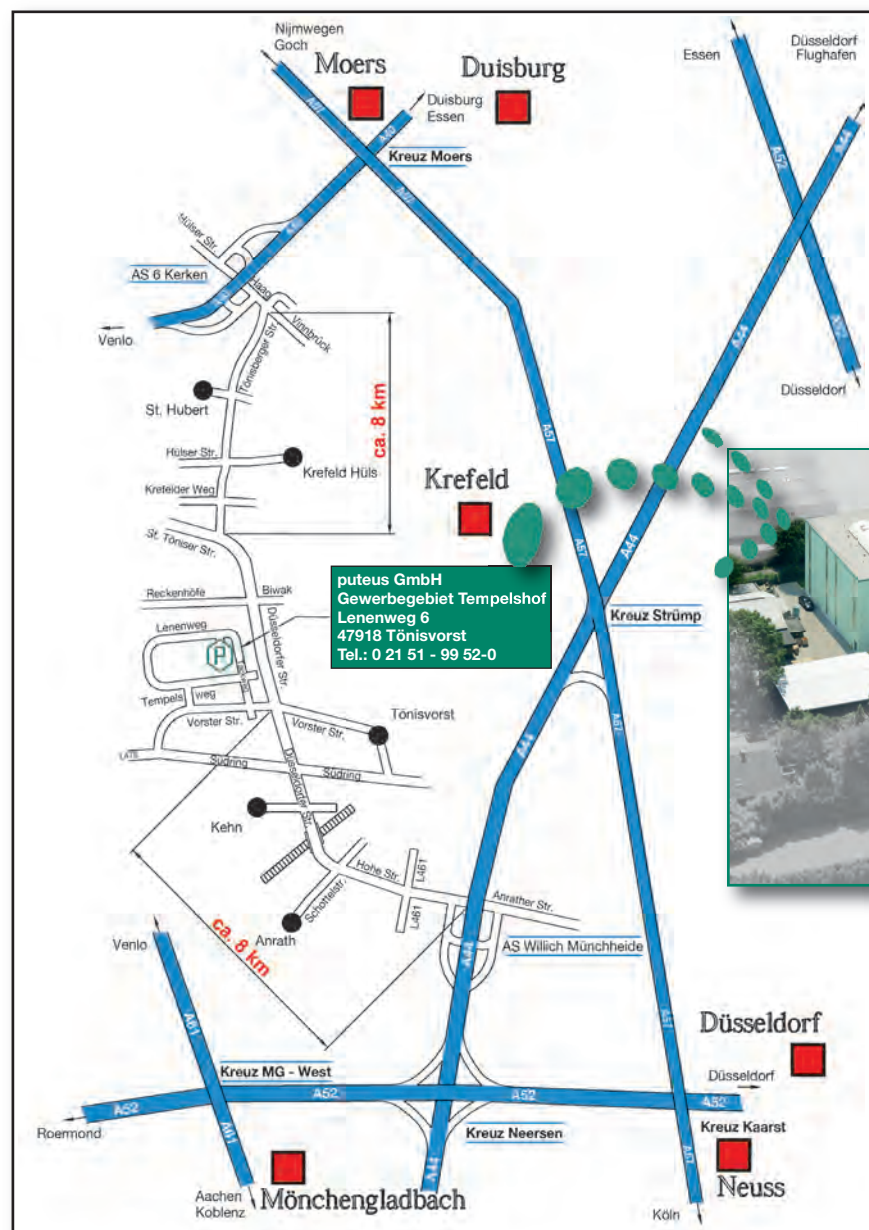 Nijmwegen
Goch
Moers
Duisburg
Essen
Düsseldorf
Flughafen
Duisburg
Essen
A57
A40
A52
A44
Kreuz Moers
A57
Hülser Str.
A40
AS 6 Kerken
Haag
A40
Vinnbrück
Venlo
Tönisberger Str.
A44
A52
Düsseldorf
St. Hubert
ca. 8 km
A57
Hülser Str.
Krefeld Hüls
Krefelder Weg
Krefeld
St. Töniser Str.
A57
A44
Reckenhöfe
Biwak
puteus GmbH
Gewerbegebiet Tempelshof
Lenenweg 6
47918 Tönisvorst
Tel.: 0 21 51 - 99 52-0
Kreuz Strümp
Lenenweg
P
Düsseldorfer Str.
Tempels weg
Vorster Str.
Vorster Str.
Tönisvorst
A57
A44
Südring
Südring
Düsseldorfer Str.
Kehn
Hohe Str.
L461
Schottelstr.
L461
Anrather Str.
Anrath
ca. 8 km
A44
AS Willich Münchheide
Venlo
A61
A57
Düsseldorf
Kreuz MG - West
Düsseldorf
A52
A52
A52
A52
Roermond
A61
Kreuz Neersen
Kreuz Kaarst
A44
A57
Aachen
Koblenz
Mönchengladbach
Neuss
Köln